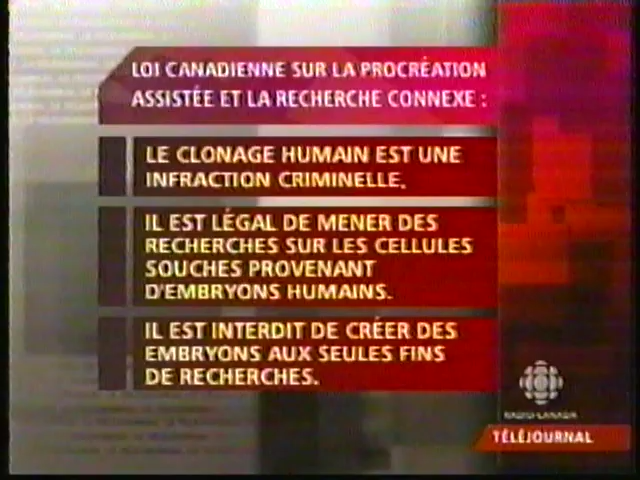 LOI CANADIENNE SUR LA PROCRÉATION
ASSISTÉE ET LA RECHERCHE CONNEXE :
LE CLONAGE HUMAIN EST UNE
INFRACTION CRIMINELLE.
IL EST LÉGAL DE MENER DES
RECHERCHES SUR LES CELLULES
SOUCHES PROVENANT
D'EMBRYONS HUMAINS.
IL EST INTERDIT DE CRÉER DES
EMBRYONS AUX SEULES FINS
DE RECHERCHES.
RADIO-CANADA
TÉLÉJOURNAL